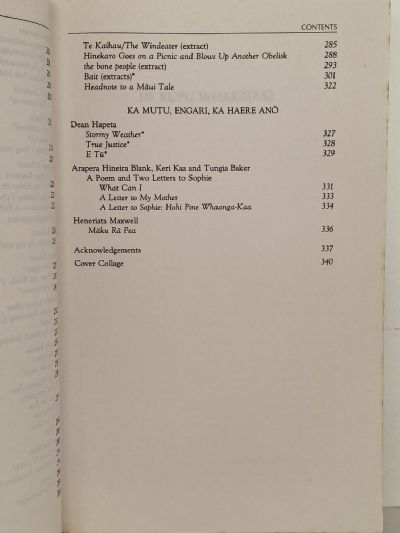 CONTENTS
Te Kaihau/The Windeater (extract) 285
Hinekaro Goes on a Picnic and Blows Up Another Obelisk 288
the bone people (extract) 293
Bait (extracts)* 301
Headnote to a Māui Tale 322
KA MUTU, ENGARI, KA HAERE ANŌ
Dean Hapeta
Stormy Weather* 327
True Justice* 328
E Tū* 329
Arapera Hineira Blank, Keri Kaa and Tungia Baker
A Poem and Two Letters to Sophie
What Can I 331
A Letter to My Mother 333
A Letter to Sophie: Hohi Pine Whaanga-Kaa 334
Heneriata Maxwell
Māku Rā Pea 336
Acknowledgements 337
Cover Collage 340